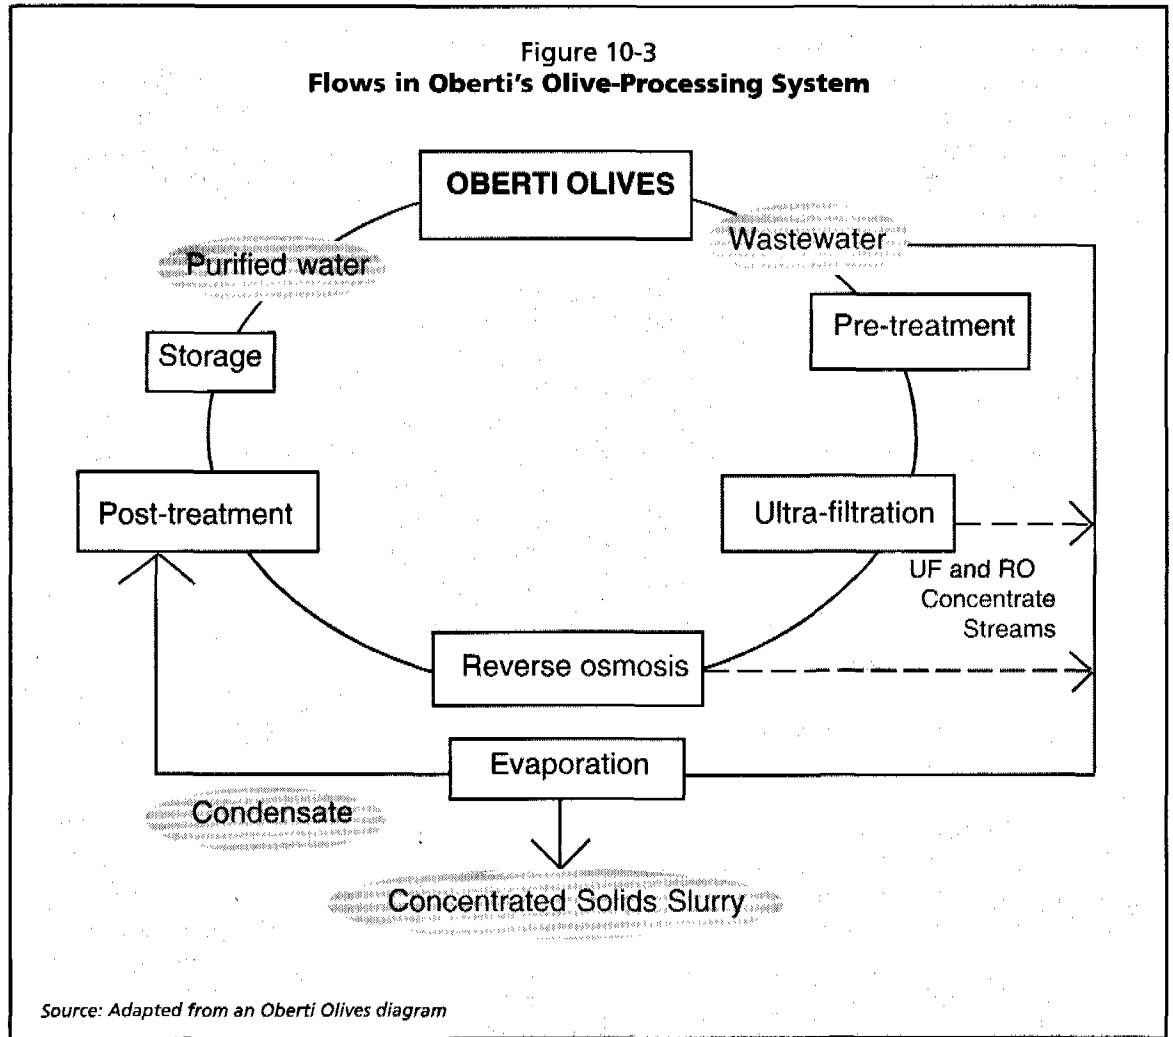 Figure 10-3
Flows in Oberti's Olive-Processing System
OBERTI OLIVES
Wastewater
Purified water
Pre-treatment
Storage
Post-treatment
Ultra-filtration
UF and RO
Concentrate
Streams
Reverse osmosis
Evaporation
Condensate
Concentrated Solids Slurry
Source: Adapted from an Oberti Olives diagram